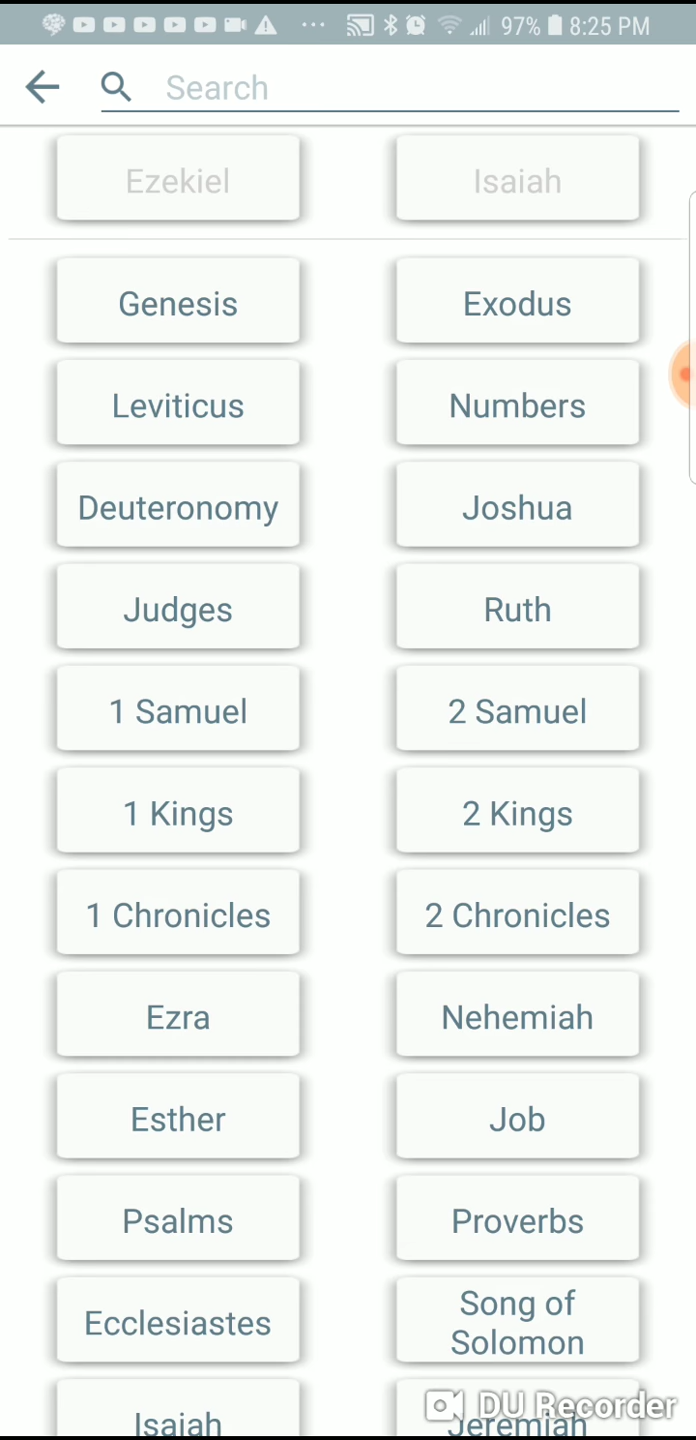 97% 8:25 PM
Search
Ezekiel Isaiah
Genesis Exodus
Leviticus Numbers
Deuteronomy Joshua
Judges Ruth
1 Samuel 2 Samuel
1 Kings 2 Kings
1 Chronicles 2 Chronicles
Ezra Nehemiah
Esther Job
Psalms Proverbs
Ecclesiastes Song of
Solomon
Isaiah Jeremiah
DU Recorder